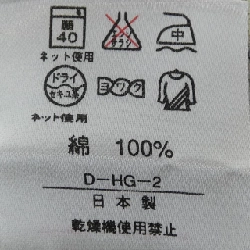 弱 40 エンソ サラシ 中
ネット使用
ドライ セキユ系 ヨワク
ネット使用
綿 100%
D-HG-2
日本製
乾燥機使用禁止